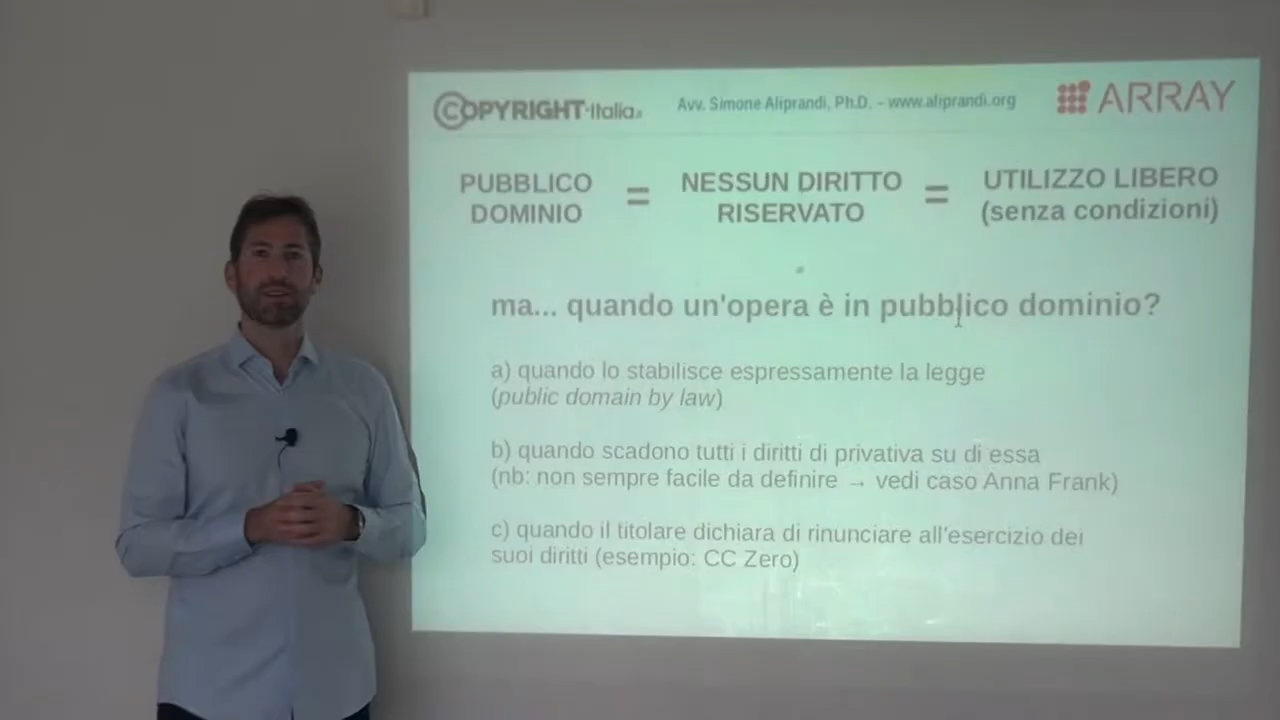 COPYRIGHT-Italia.it
Avv. Simone Aliprandi, Ph.D. – www.aliprandi.org
ARRAY
PUBBLICO DOMINIO
=
NESSUN DIRITTO RISERVATO
=
UTILIZZO LIBERO (senza condizioni)
ma... quando un'opera è in pubblico dominio?
a) quando lo stabilisce espressamente la legge
(public domain by law)
b) quando scadono tutti i diritti di privativa su di essa
(nb: non sempre facile da definire → vedi caso Anna Frank)
c) quando il titolare dichiara di rinunciare all'esercizio dei
suoi diritti (esempio: CC Zero)